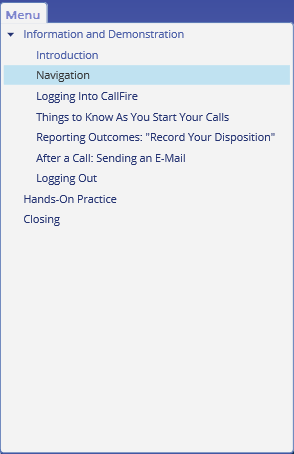 Menu
Information and Demonstration
Introduction
Navigation
Logging Into CallFire
Things to Know As You Start Your Calls
Reporting Outcomes: "Record Your Disposition"
After a Call: Sending an E-Mail
Logging Out
Hands-On Practice
Closing